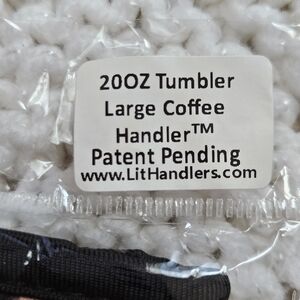 20OZ Tumbler
Large Coffee
Handler™
Patent Pending
www.LitHandlers.com